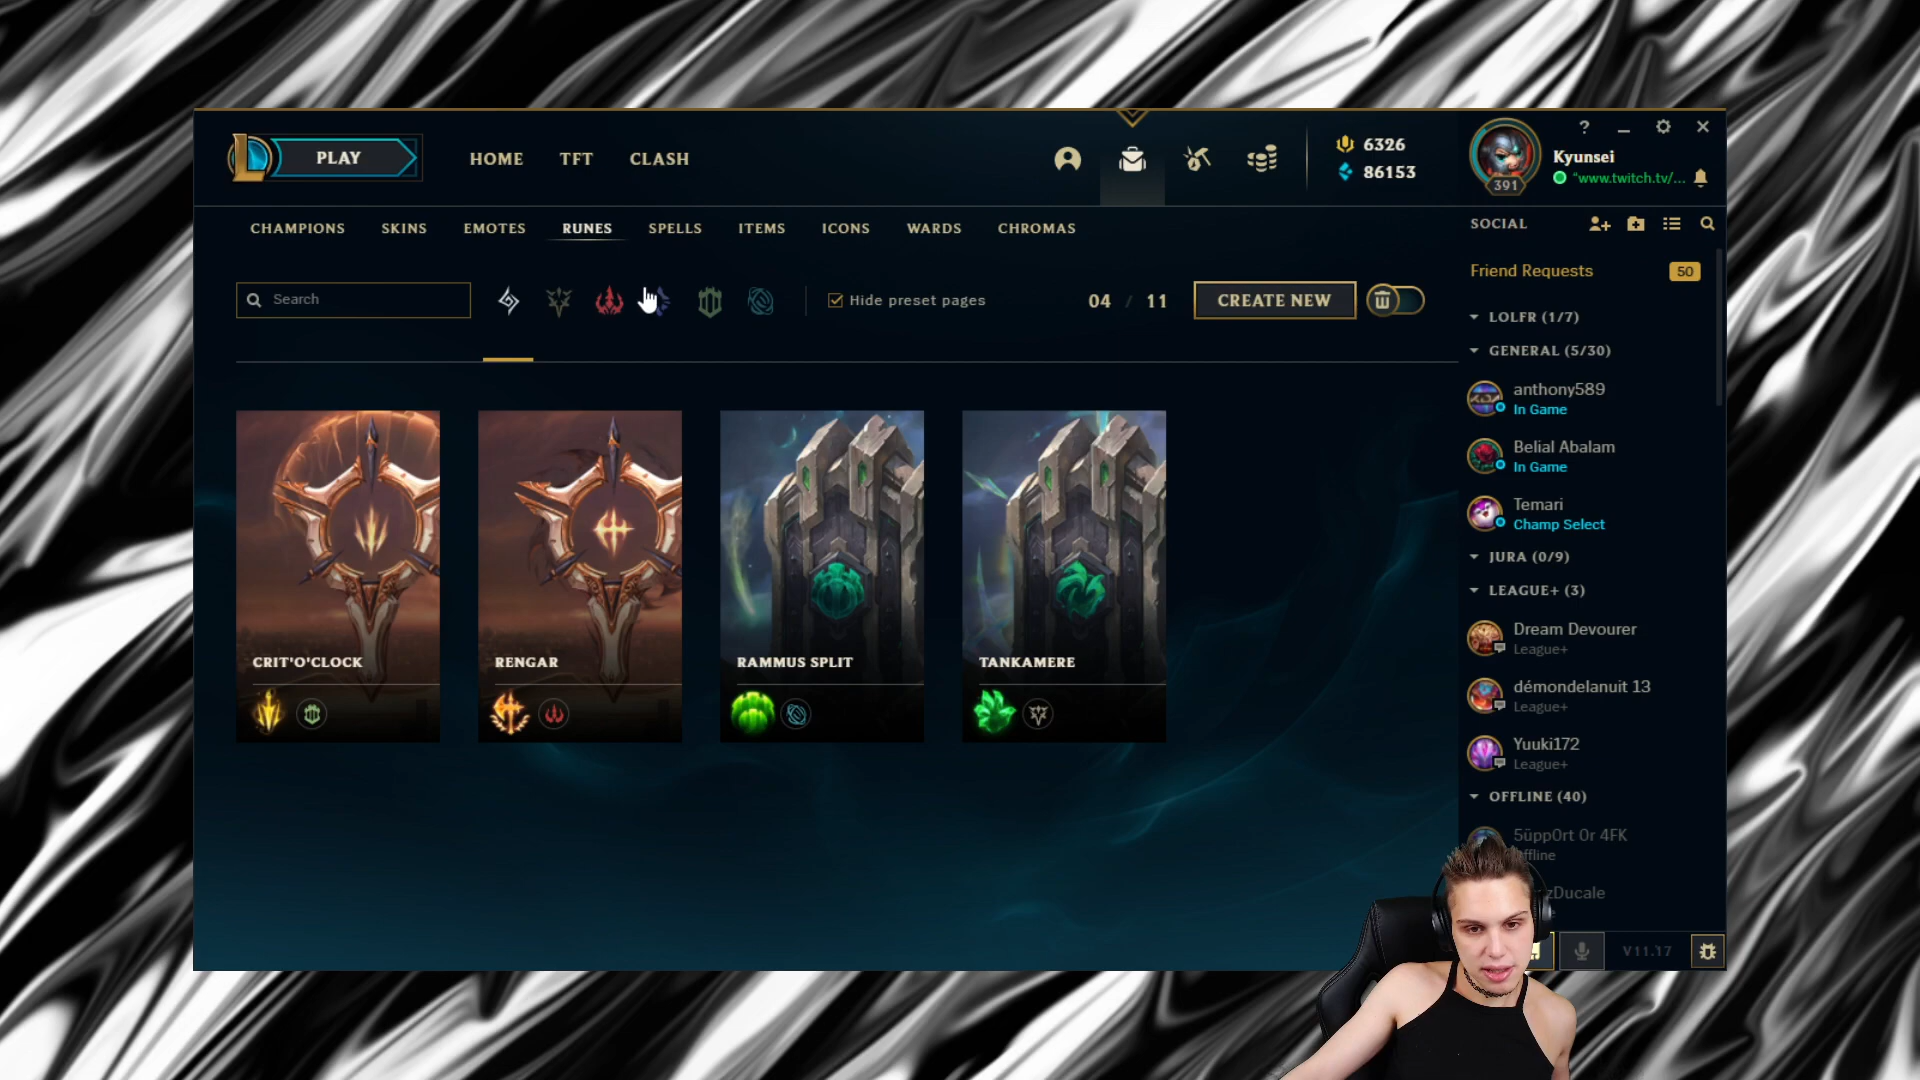 PLAY
HOME
TFT
CLASH
6326
86153
391
?
Kyunsei
"www.twitch.tv/...
CHAMPIONS
SKINS
EMOTES
RUNES
SPELLS
ITEMS
ICONS
WARDS
CHROMAS
SOCIAL
Search
Hide preset pages
04 / 11
CREATE NEW
Friend Requests
50
LOLFR (1/7)
GENERAL (5/30)
anthony589
In Game
Belial Abalam
In Game
Temari
Champ Select
JURA (0/9)
LEAGUE+ (3)
Dream Devourer
League+
démondelanuit 13
League+
Yuuki172
League+
OFFLINE (40)
5üpp0rt 0r 4FK
ffline
zDucale
CRIT'O'CLOCK
RENGAR
RAMMUS SPLIT
TANKAMERE
V11.17